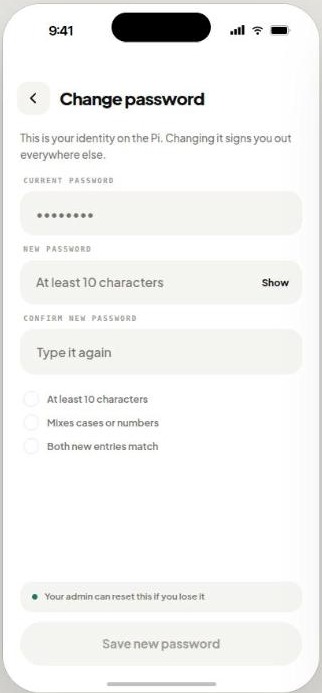 9:41
Change password
This is your identity on the Pi. Changing it signs you out
everywhere else.
CURRENT PASSWORD
••••••••
NEW PASSWORD
At least 10 characters Show
CONFIRM NEW PASSWORD
Type it again
At least 10 characters
Mixes cases or numbers
Both new entries match
Your admin can reset this if you lose it
Save new password